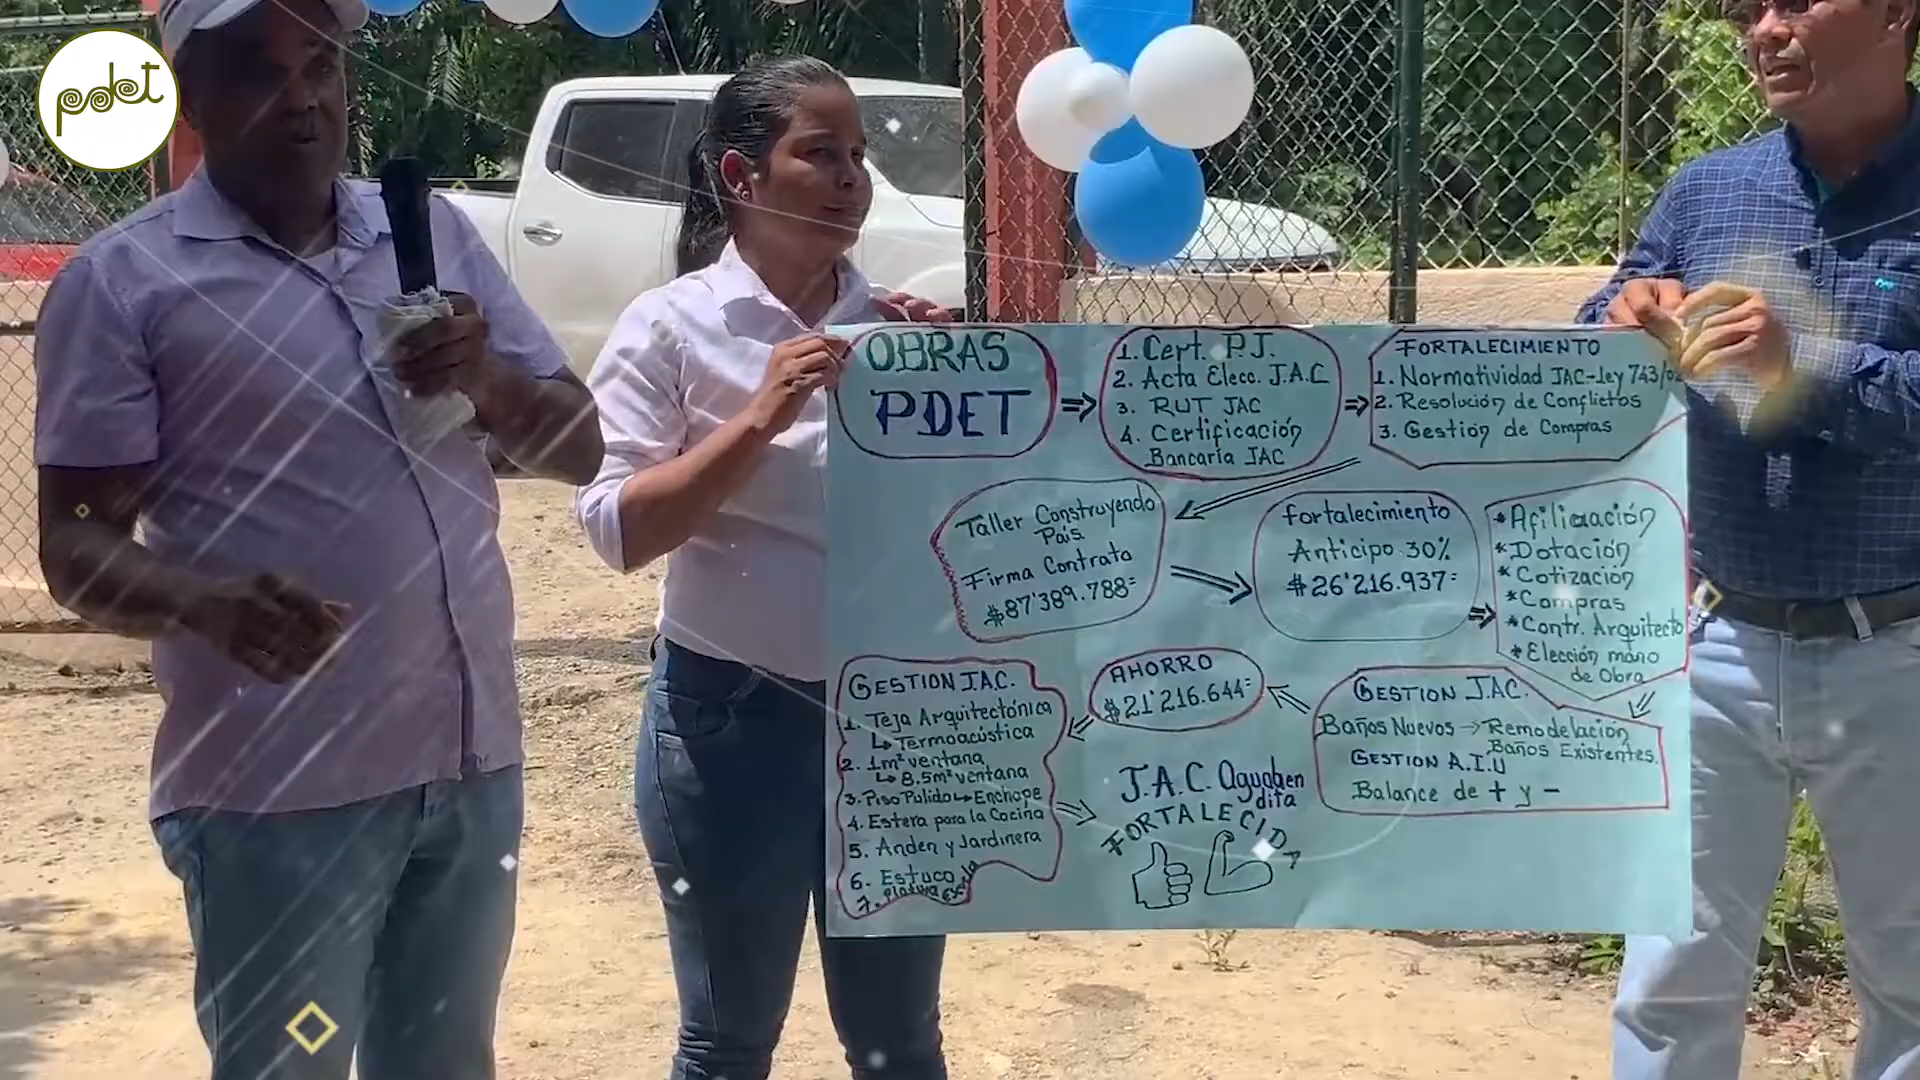 pdet
OBRAS
PDET
1. Cert. P.J.
2. Acta Elecc. J.A.C
3. RUT JAC
4. Certificación
Bancaria JAC
FORTALECIMIENTO
1. Normatividad JAC-Ley 743/02
2. Resolución de Conflictos
3. Gestión de Compras
Taller Construyendo
País
Firma Contrato
$87'389.788=
Fortalecimiento
Anticipo 30%
$26'216.937=
* Afiliación
* Dotación
* Cotización
* Compras
* Contr. Arquitecto
* Elección mano
de Obra
GESTION J.A.C.
Baños Nuevos → Remodelación
Baños Existentes.
GESTION A.I.U
Balance de + y -
AHORRO
$21'216.644=
GESTION J.A.C.
1. Teja Arquitectónica
↳ Termoacústica
2. 1m² ventana
↳ 8.5m² ventana
3. Piso Pulido ↳ Enchape
4. Estera para la Cocina
5. Anden y Jardinera
6. Estuco
7.
J.A.C. Aguaben
dita
FORTALECIDA